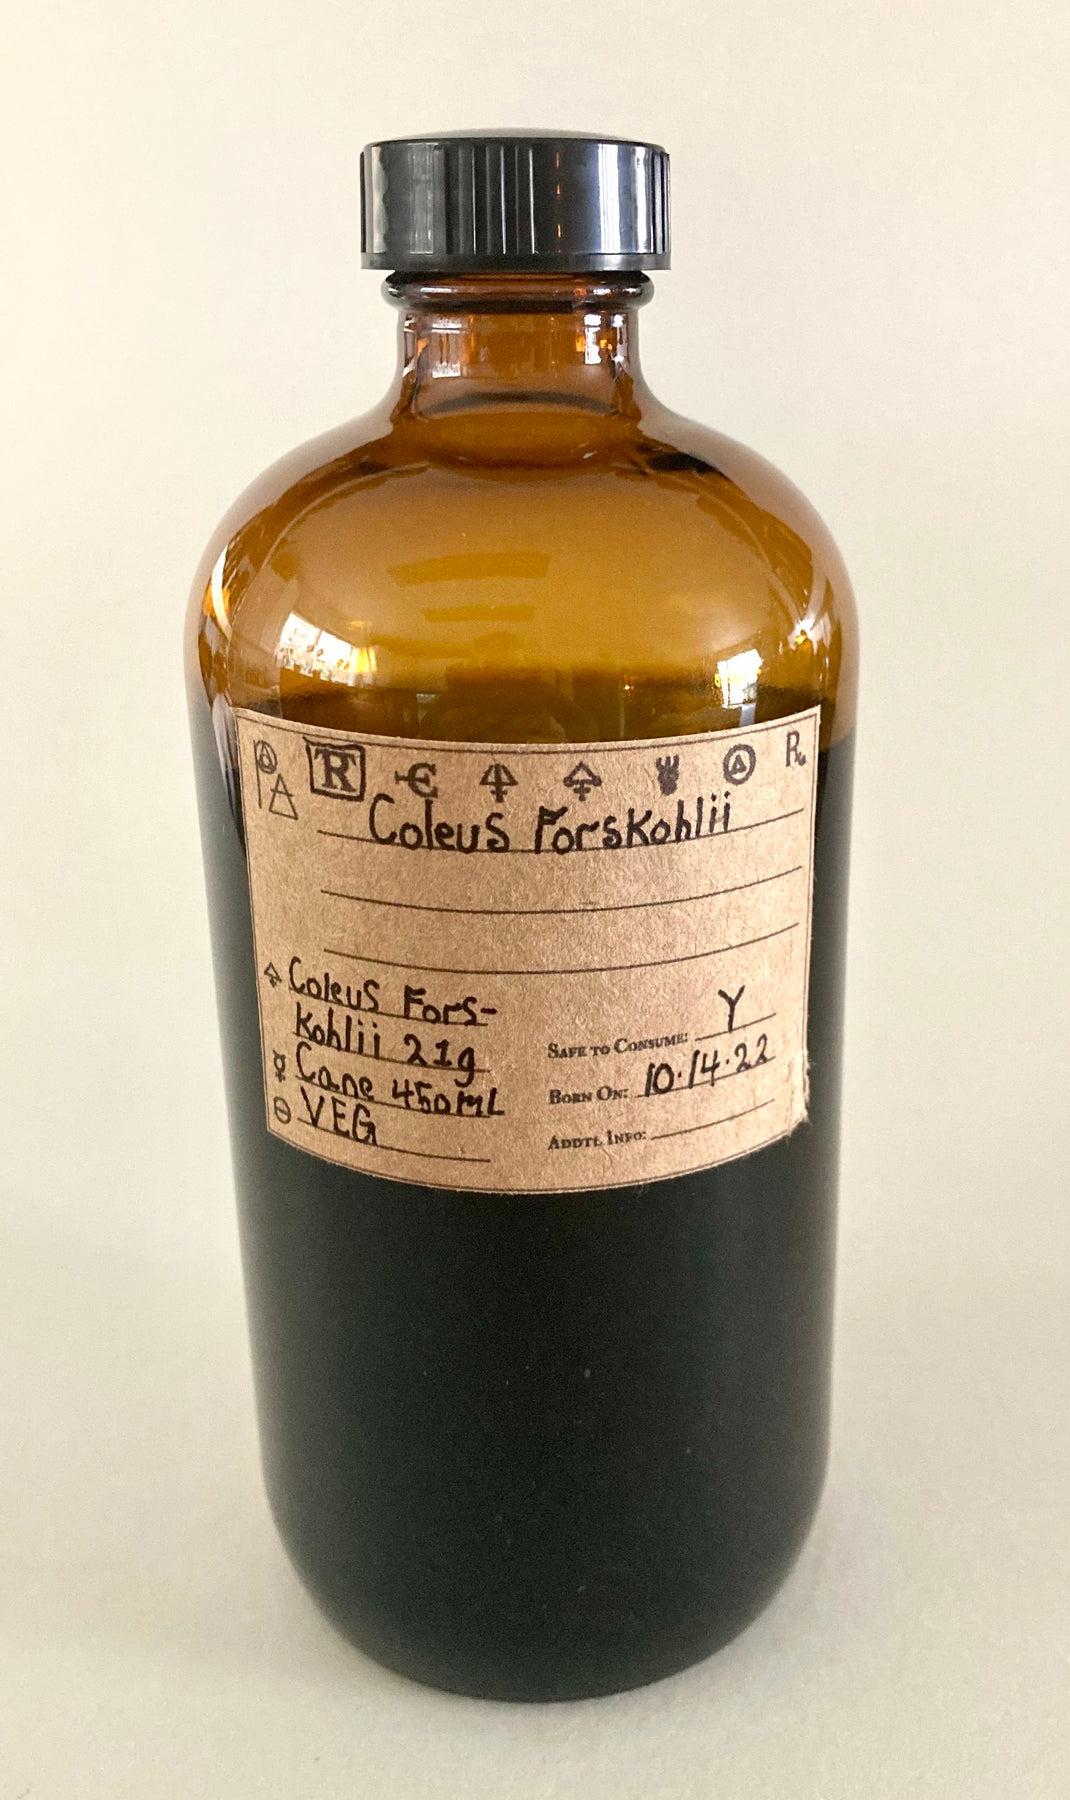 R
Coleus Forskohlii
Coleus Fors-
kohlii 21g
Cane 450mL
VEG
Safe to Consume: Y
Born On: 10.14.22
Addtl Info: